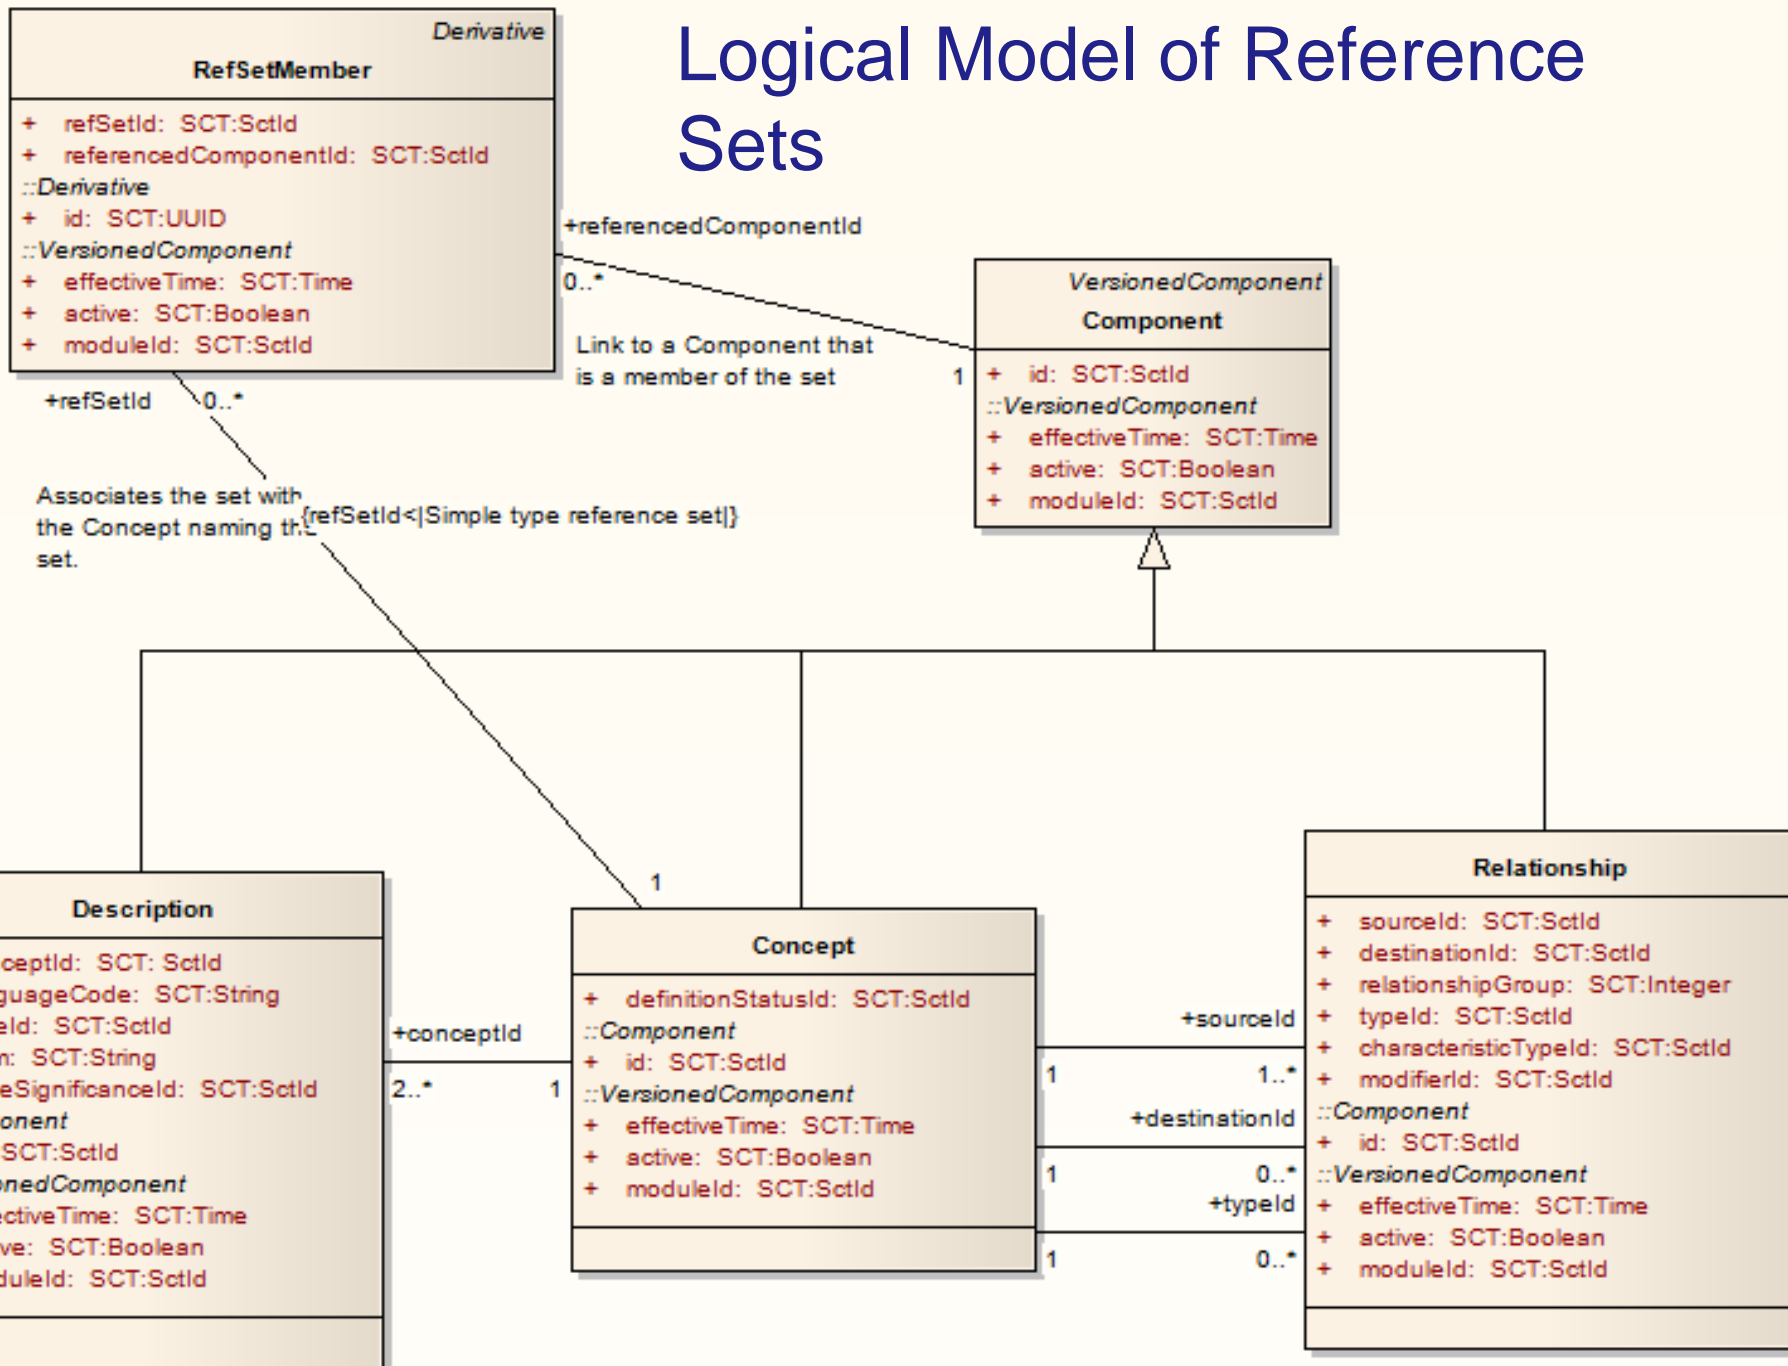 Logical Model of Reference
Sets
Derivative
RefSetMember
+ refSetId: SCT:SctId
+ referencedComponentId: SCT:SctId
::Derivative
+ id: SCT:UUID
::VersionedComponent
+ effectiveTime: SCT:Time
+ active: SCT:Boolean
+ moduleId: SCT:SctId
+referencedComponentId
0..*
Link to a Component that
is a member of the set
1
VersionedComponent
Component
+ id: SCT:SctId
::VersionedComponent
+ effectiveTime: SCT:Time
+ active: SCT:Boolean
+ moduleId: SCT:SctId
+refSetId
0..*
Associates the set with
the Concept naming the
set.
{refSetId<|Simple type reference set|}
1
Description
ceptId: SCT: SctId
guageCode: SCT:String
eId: SCT:SctId
m: SCT:String
eSignificanceId: SCT:SctId
onent
SCT:SctId
onedComponent
ectiveTime: SCT:Time
ve: SCT:Boolean
duleId: SCT:SctId
+conceptId
2..*
1
Concept
+ definitionStatusId: SCT:SctId
::Component
+ id: SCT:SctId
::VersionedComponent
+ effectiveTime: SCT:Time
+ active: SCT:Boolean
+ moduleId: SCT:SctId
+sourceId
1
1..*
+destinationId
1
0..*
+typeId
1
0..*
Relationship
+ sourceId: SCT:SctId
+ destinationId: SCT:SctId
+ relationshipGroup: SCT:Integer
+ typeId: SCT:SctId
+ characteristicTypeId: SCT:SctId
+ modifierId: SCT:SctId
::Component
+ id: SCT:SctId
::VersionedComponent
+ effectiveTime: SCT:Time
+ active: SCT:Boolean
+ moduleId: SCT:SctId